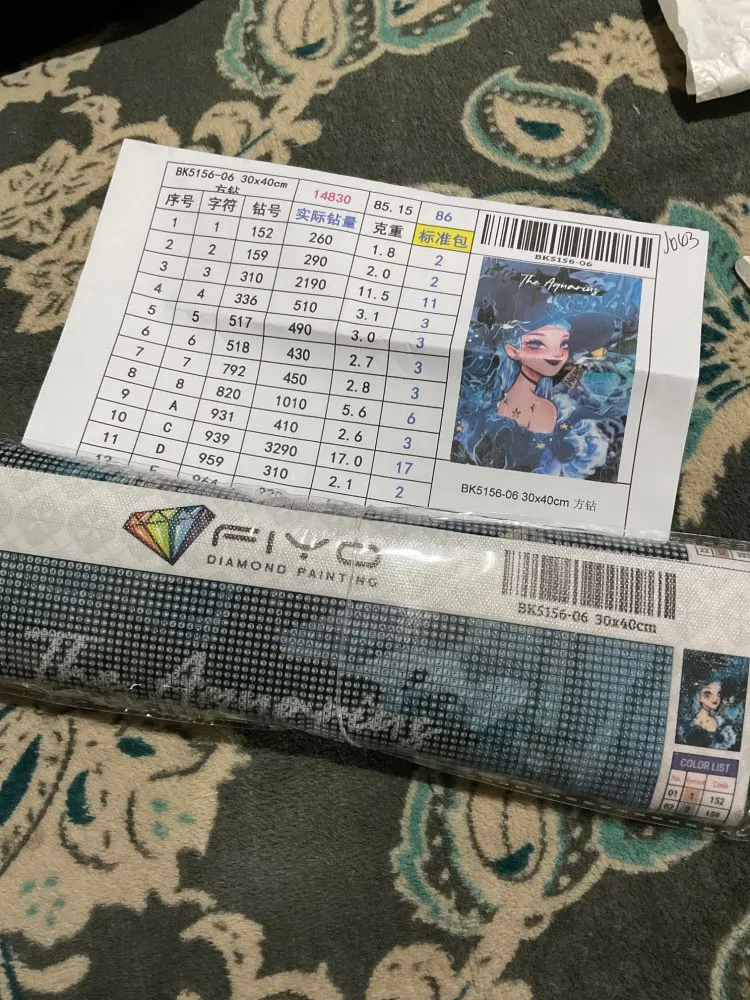 BK5156-06 30x40cm
方钻 14830 85.15 86
序号 字符 钻号 实际钻量 克重 标准包
1 1 152 260 1.8 2
2 2 159 290 2.0 2
3 3 310 2190 11.5 11
4 4 336 510 3.1 3
5 5 517 490 3.0 3
6 6 518 430 2.7 3
7 7 792 450 2.8 3
8 8 820 1010 5.6 6
9 A 931 410 2.6 3
10 C 939 3290 17.0 17
11 D 959 310 2.1 2
BK5156-06
The Aquarius
BK5156-06 30x40cm 方钻
FIYO
DIAMOND PAINTING
BK5156-06 30x40cm
The Aquarius
COLOR LIST
No. Symbol Code
01 1 152
02